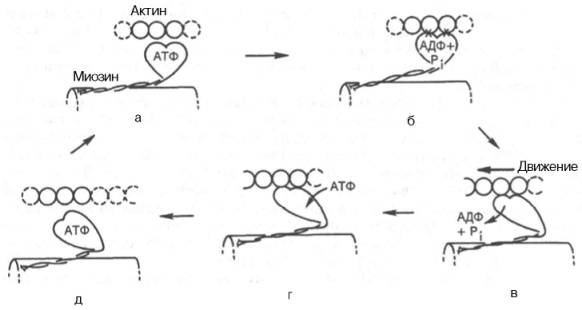 Актин
АТФ
Миозин
а
АДФ+
Pi
б
Движение
АДФ
+ Pi
в
АТФ
г
АТФ
д